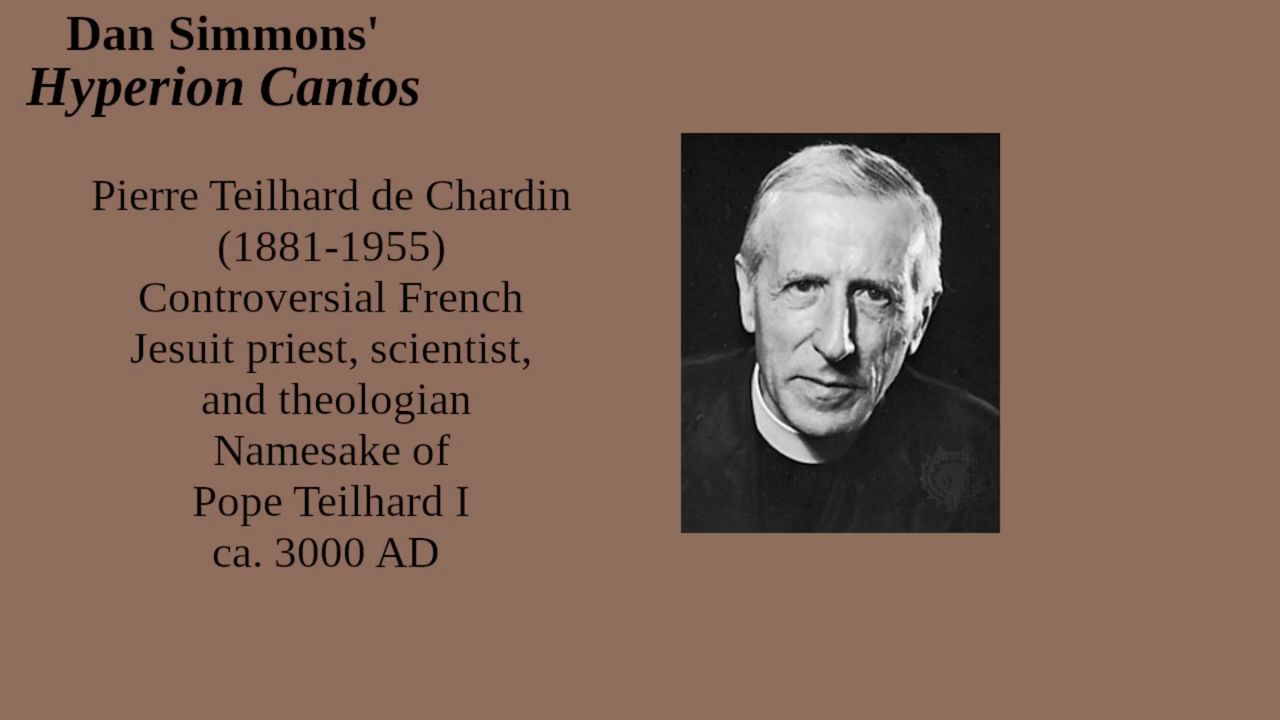 Dan Simmons'
Hyperion Cantos
Pierre Teilhard de Chardin
(1881-1955)
Controversial French
Jesuit priest, scientist,
and theologian
Namesake of
Pope Teilhard I
ca. 3000 AD